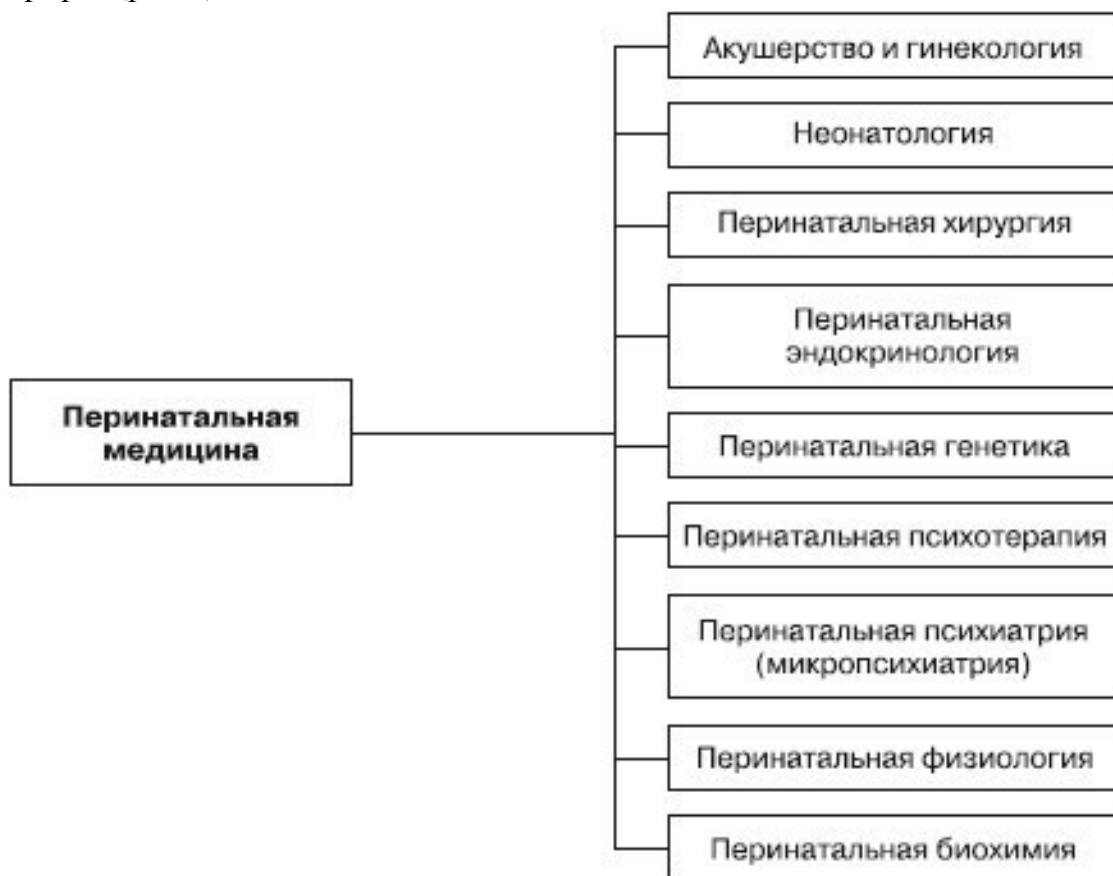 Акушерство и гинекология
Неонатология
Перинатальная хирургия
Перинатальная
эндокринология
Перинатальная
медицина
Перинатальная генетика
Перинатальная психотерапия
Перинатальная психиатрия
(микропсихиатрия)
Перинатальная физиология
Перинатальная биохимия